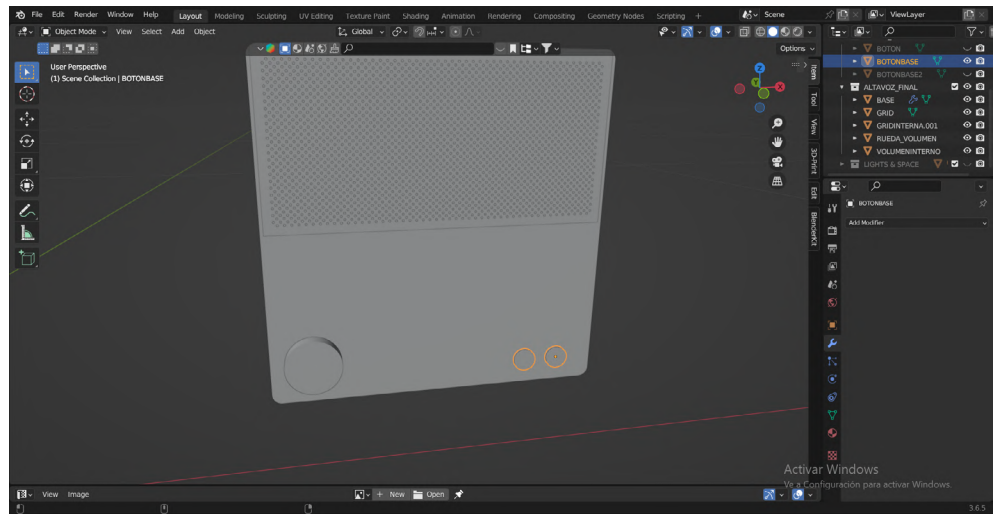 File Edit Render Window Help Layout Modeling Sculpting UV Editing Texture Paint Shading Animation Rendering Compositing Geometry Nodes Scripting + Scene ViewLayer
Object Mode View Select Add Object Global
Options
User Perspective
(1) Scene Collection | BOTONBASE
Z
Y
X
Item
Tool
View
3D-Print
Edit
BlenderKit
BOTON
BOTONBASE
BOTONBASE2
ALTAVOZ_FINAL
BASE
GRID
GRIDINTERNA.001
RUEDA_VOLUMEN
VOLUMENINTERNO
LIGHTS & SPACE
BOTONBASE
Add Modifier
Activar Windows
Ve a Configuración para activar Windows.
View Image + New Open
3.6.5